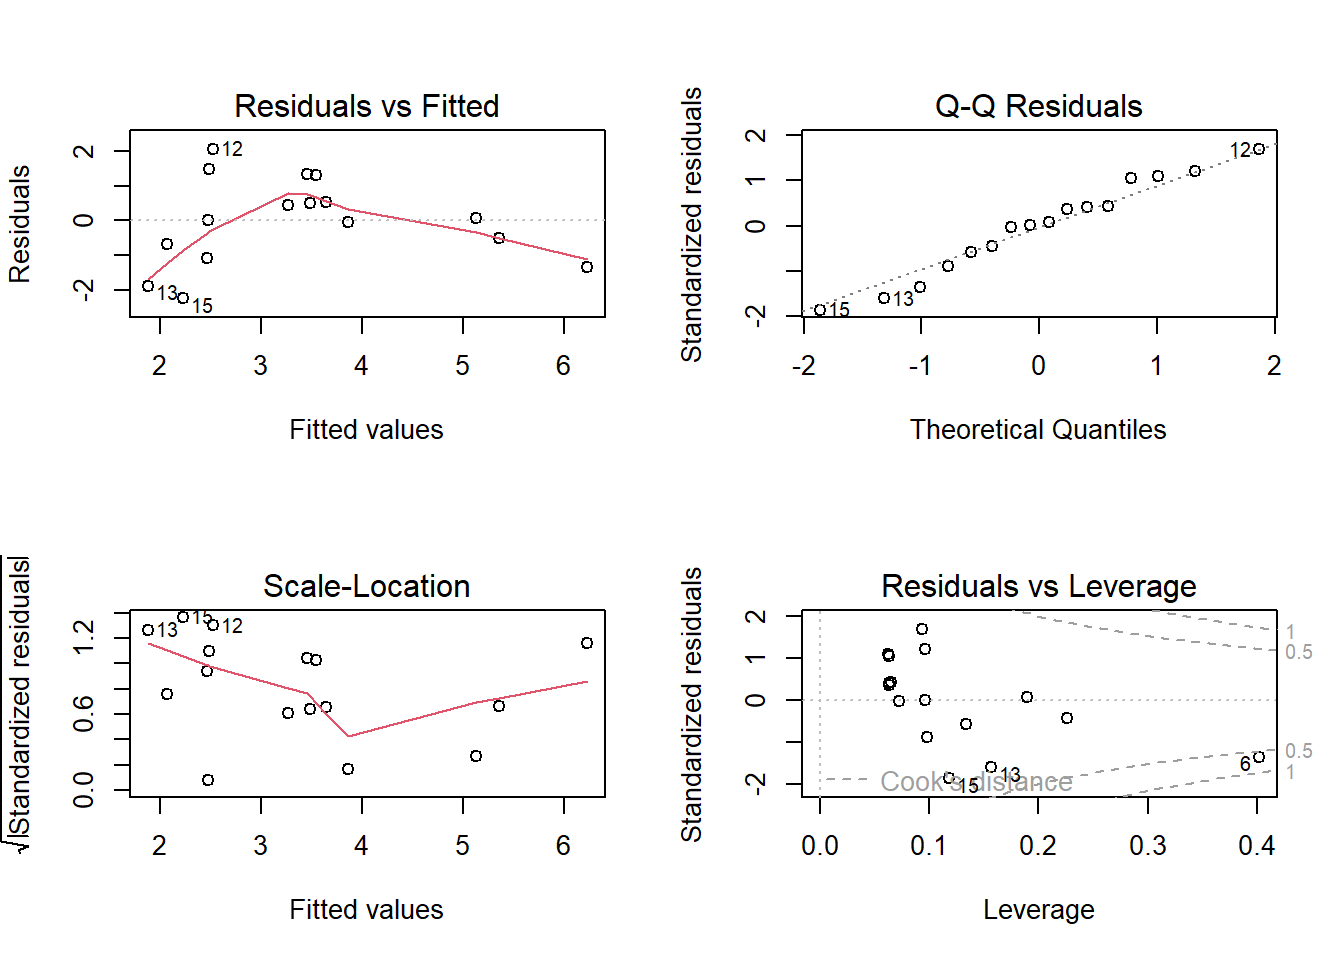 Residuals vs Fitted
Residuals
2
0
-2
12
13
15
2 3 4 5 6
Fitted values
Q-Q Residuals
Standardized residuals
2
1
0
-2
12
13
15
-2 -1 0 1 2
Theoretical Quantiles
Scale-Location
√|Standardized residuals|
1.2
0.6
0.0
13
15
12
2 3 4 5 6
Fitted values
Residuals vs Leverage
Standardized residuals
2
1
0
-2
1
0.5
0.5
1
6
13
15
Cook's distance
0.0 0.1 0.2 0.3 0.4
Leverage